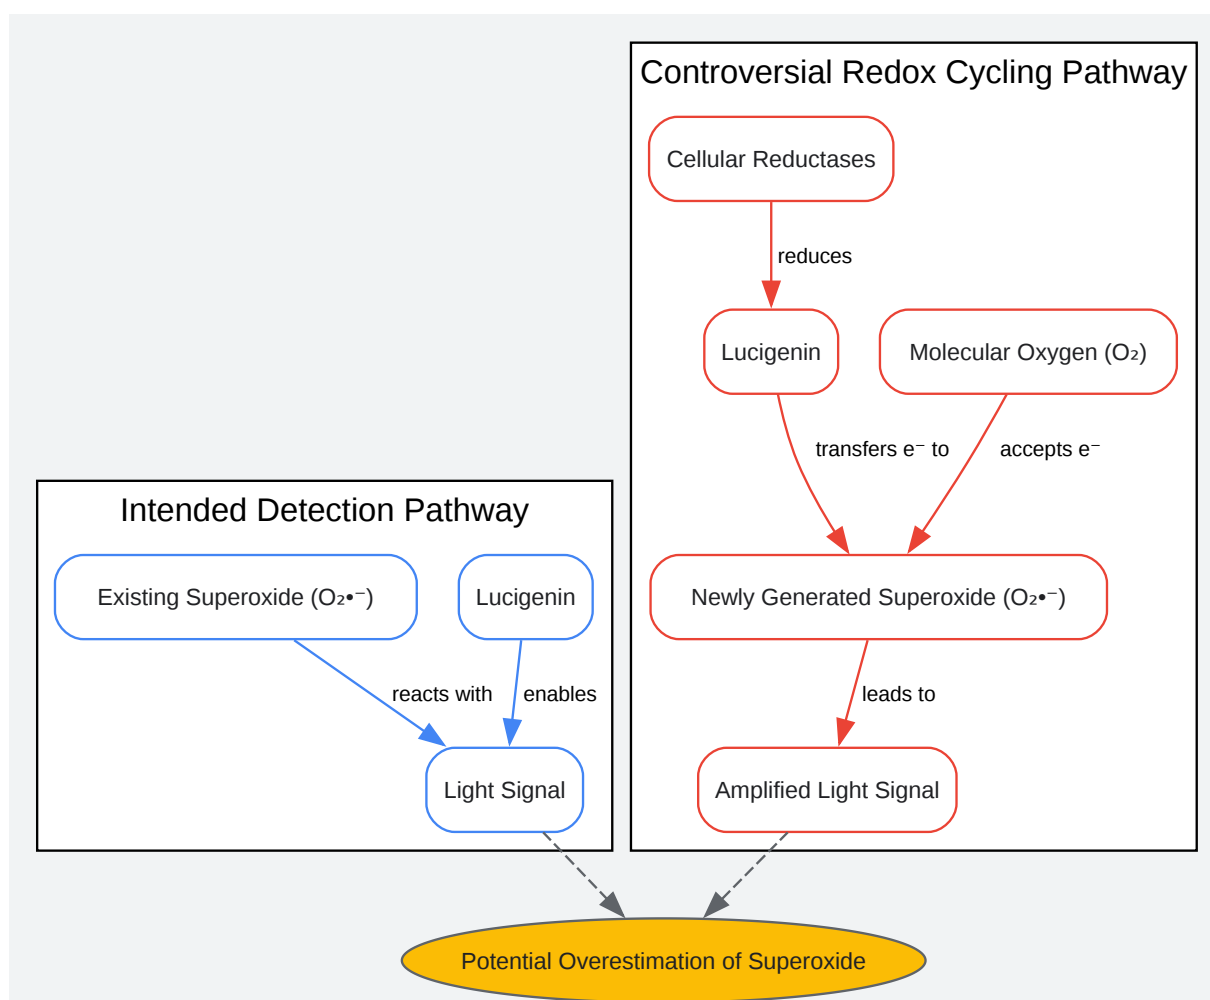 Controversial Redox Cycling Pathway
Cellular Reductases
reduces
Lucigenin
Molecular Oxygen (O₂)
transfers e⁻ to
accepts e⁻
Newly Generated Superoxide (O₂•⁻)
leads to
Amplified Light Signal
Intended Detection Pathway
Existing Superoxide (O₂•⁻)
Lucigenin
reacts with
enables
Light Signal
Potential Overestimation of Superoxide